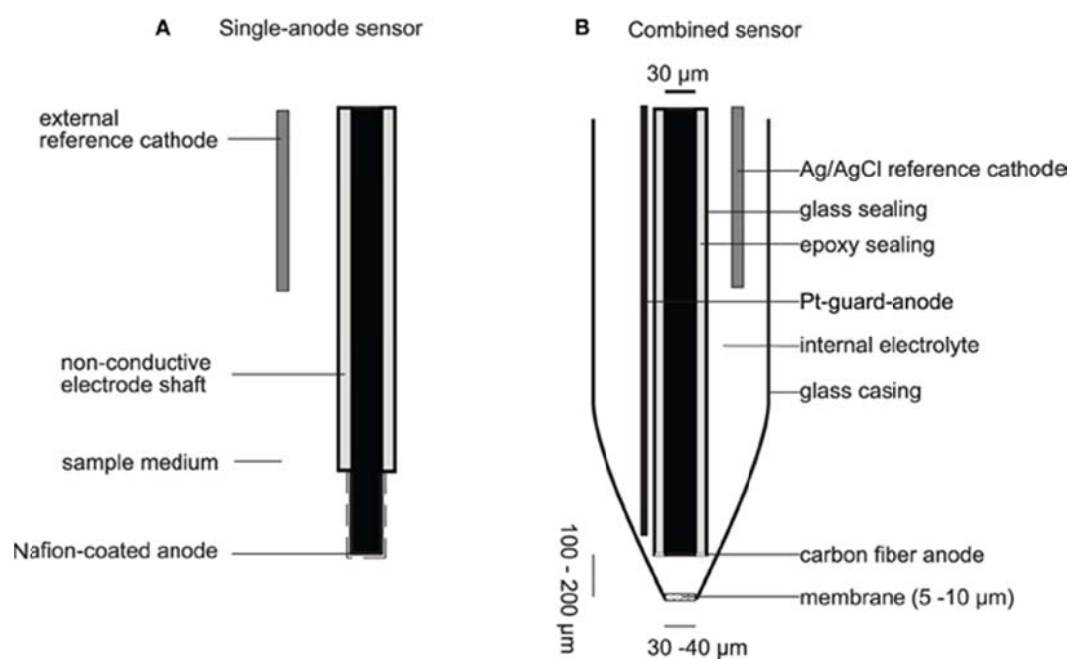 A Single-anode sensor
external
reference cathode
non-conductive
electrode shaft
sample medium
Nafion-coated anode
B Combined sensor
30 µm
Ag/AgCl reference cathode
glass sealing
epoxy sealing
Pt-guard-anode
internal electrolyte
glass casing
carbon fiber anode
membrane (5 -10 µm)
100 - 200 µm
30 -40 µm